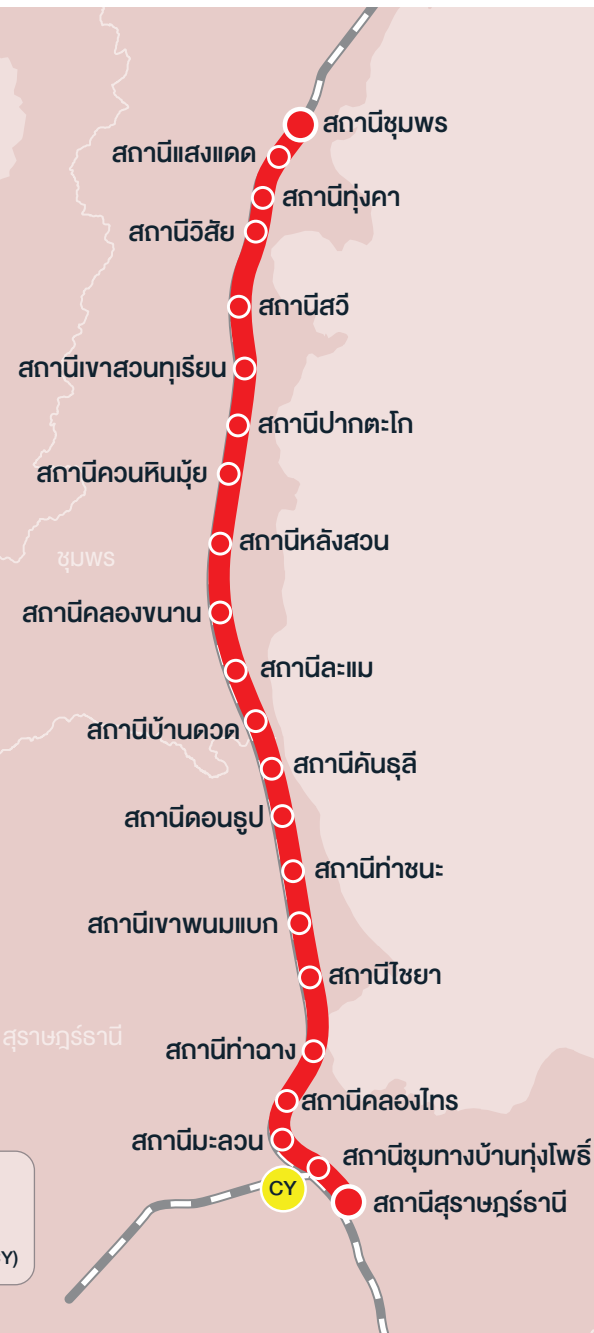 สถานีชุมพร
สถานีแสงแดด
สถานีทุ่งคา
สถานีวิสัย
สถานีสวี
สถานีเขาสวนทุเรียน
สถานีปากตะโก
สถานีควนหินมุ้ย
สถานีหลังสวน
ชุมพร
สถานีคลองขนาน
สถานีละแม
สถานีบ้านดวด
สถานีคันธุลี
สถานีดอนธูป
สถานีท่าชนะ
สถานีเขาพนมแบก
สถานีไชยา
สุราษฎร์ธานี
สถานีท่าฉาง
สถานีคลองไทร
สถานีมะลวน
สถานีชุมทางบ้านทุ่งโพธิ์
CY
สถานีสุราษฎร์ธานี
Y)